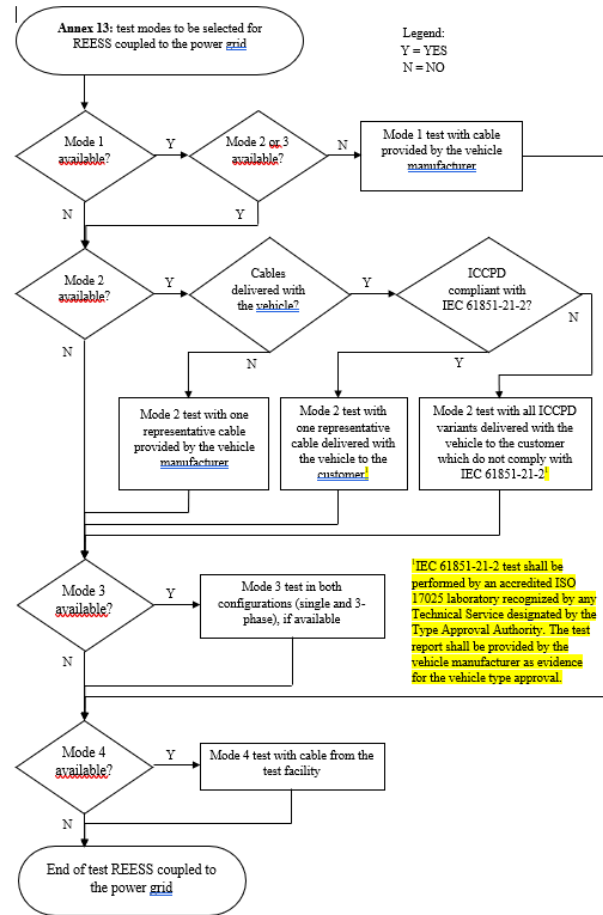 Annex 13: test modes to be selected for
REESS coupled to the power grid
Legend:
Y = YES
N = NO
Mode 1
available?
Y
Mode 2 or 3
available?
N
Mode 1 test with cable
provided by the vehicle
manufacturer
N
Y
Mode 2
available?
Y
Cables
delivered with
the vehicle?
Y
ICCPD
compliant with
IEC 61851-21-2?
N
N
N
Y
Mode 2 test with one
representative cable
provided by the vehicle
manufacturer
Mode 2 test with
one representative
cable delivered with
the vehicle to the
customer¹
Mode 2 test with all ICCPD
variants delivered with the
vehicle to the customer
which do not comply with
IEC 61851-21-2¹
Mode 3
available?
Y
Mode 3 test in both
configurations (single and 3-
phase), if available
N
¹IEC 61851-21-2 test shall be
performed by an accredited ISO
17025 laboratory recognized by any
Technical Service designated by the
Type Approval Authority. The test
report shall be provided by the
vehicle manufacturer as evidence
for the vehicle type approval.
Mode 4
available?
Y
Mode 4 test with cable from the
test facility
N
End of test REESS coupled to
the power grid